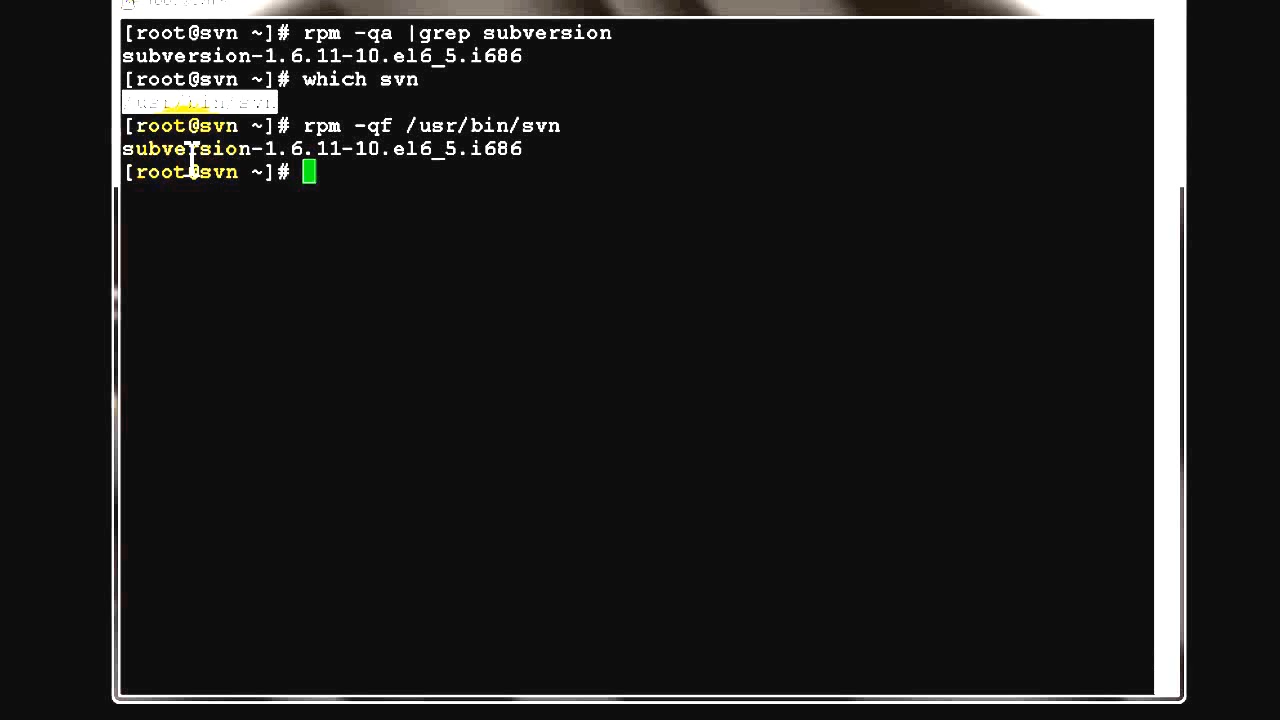 [root@svn ~]# rpm -qa |grep subversion
subversion-1.6.11-10.el6_5.i686
[root@svn ~]# which svn
/usr/bin/svn
[root@svn ~]# rpm -qf /usr/bin/svn
subversion-1.6.11-10.el6_5.i686
[root@svn ~]#